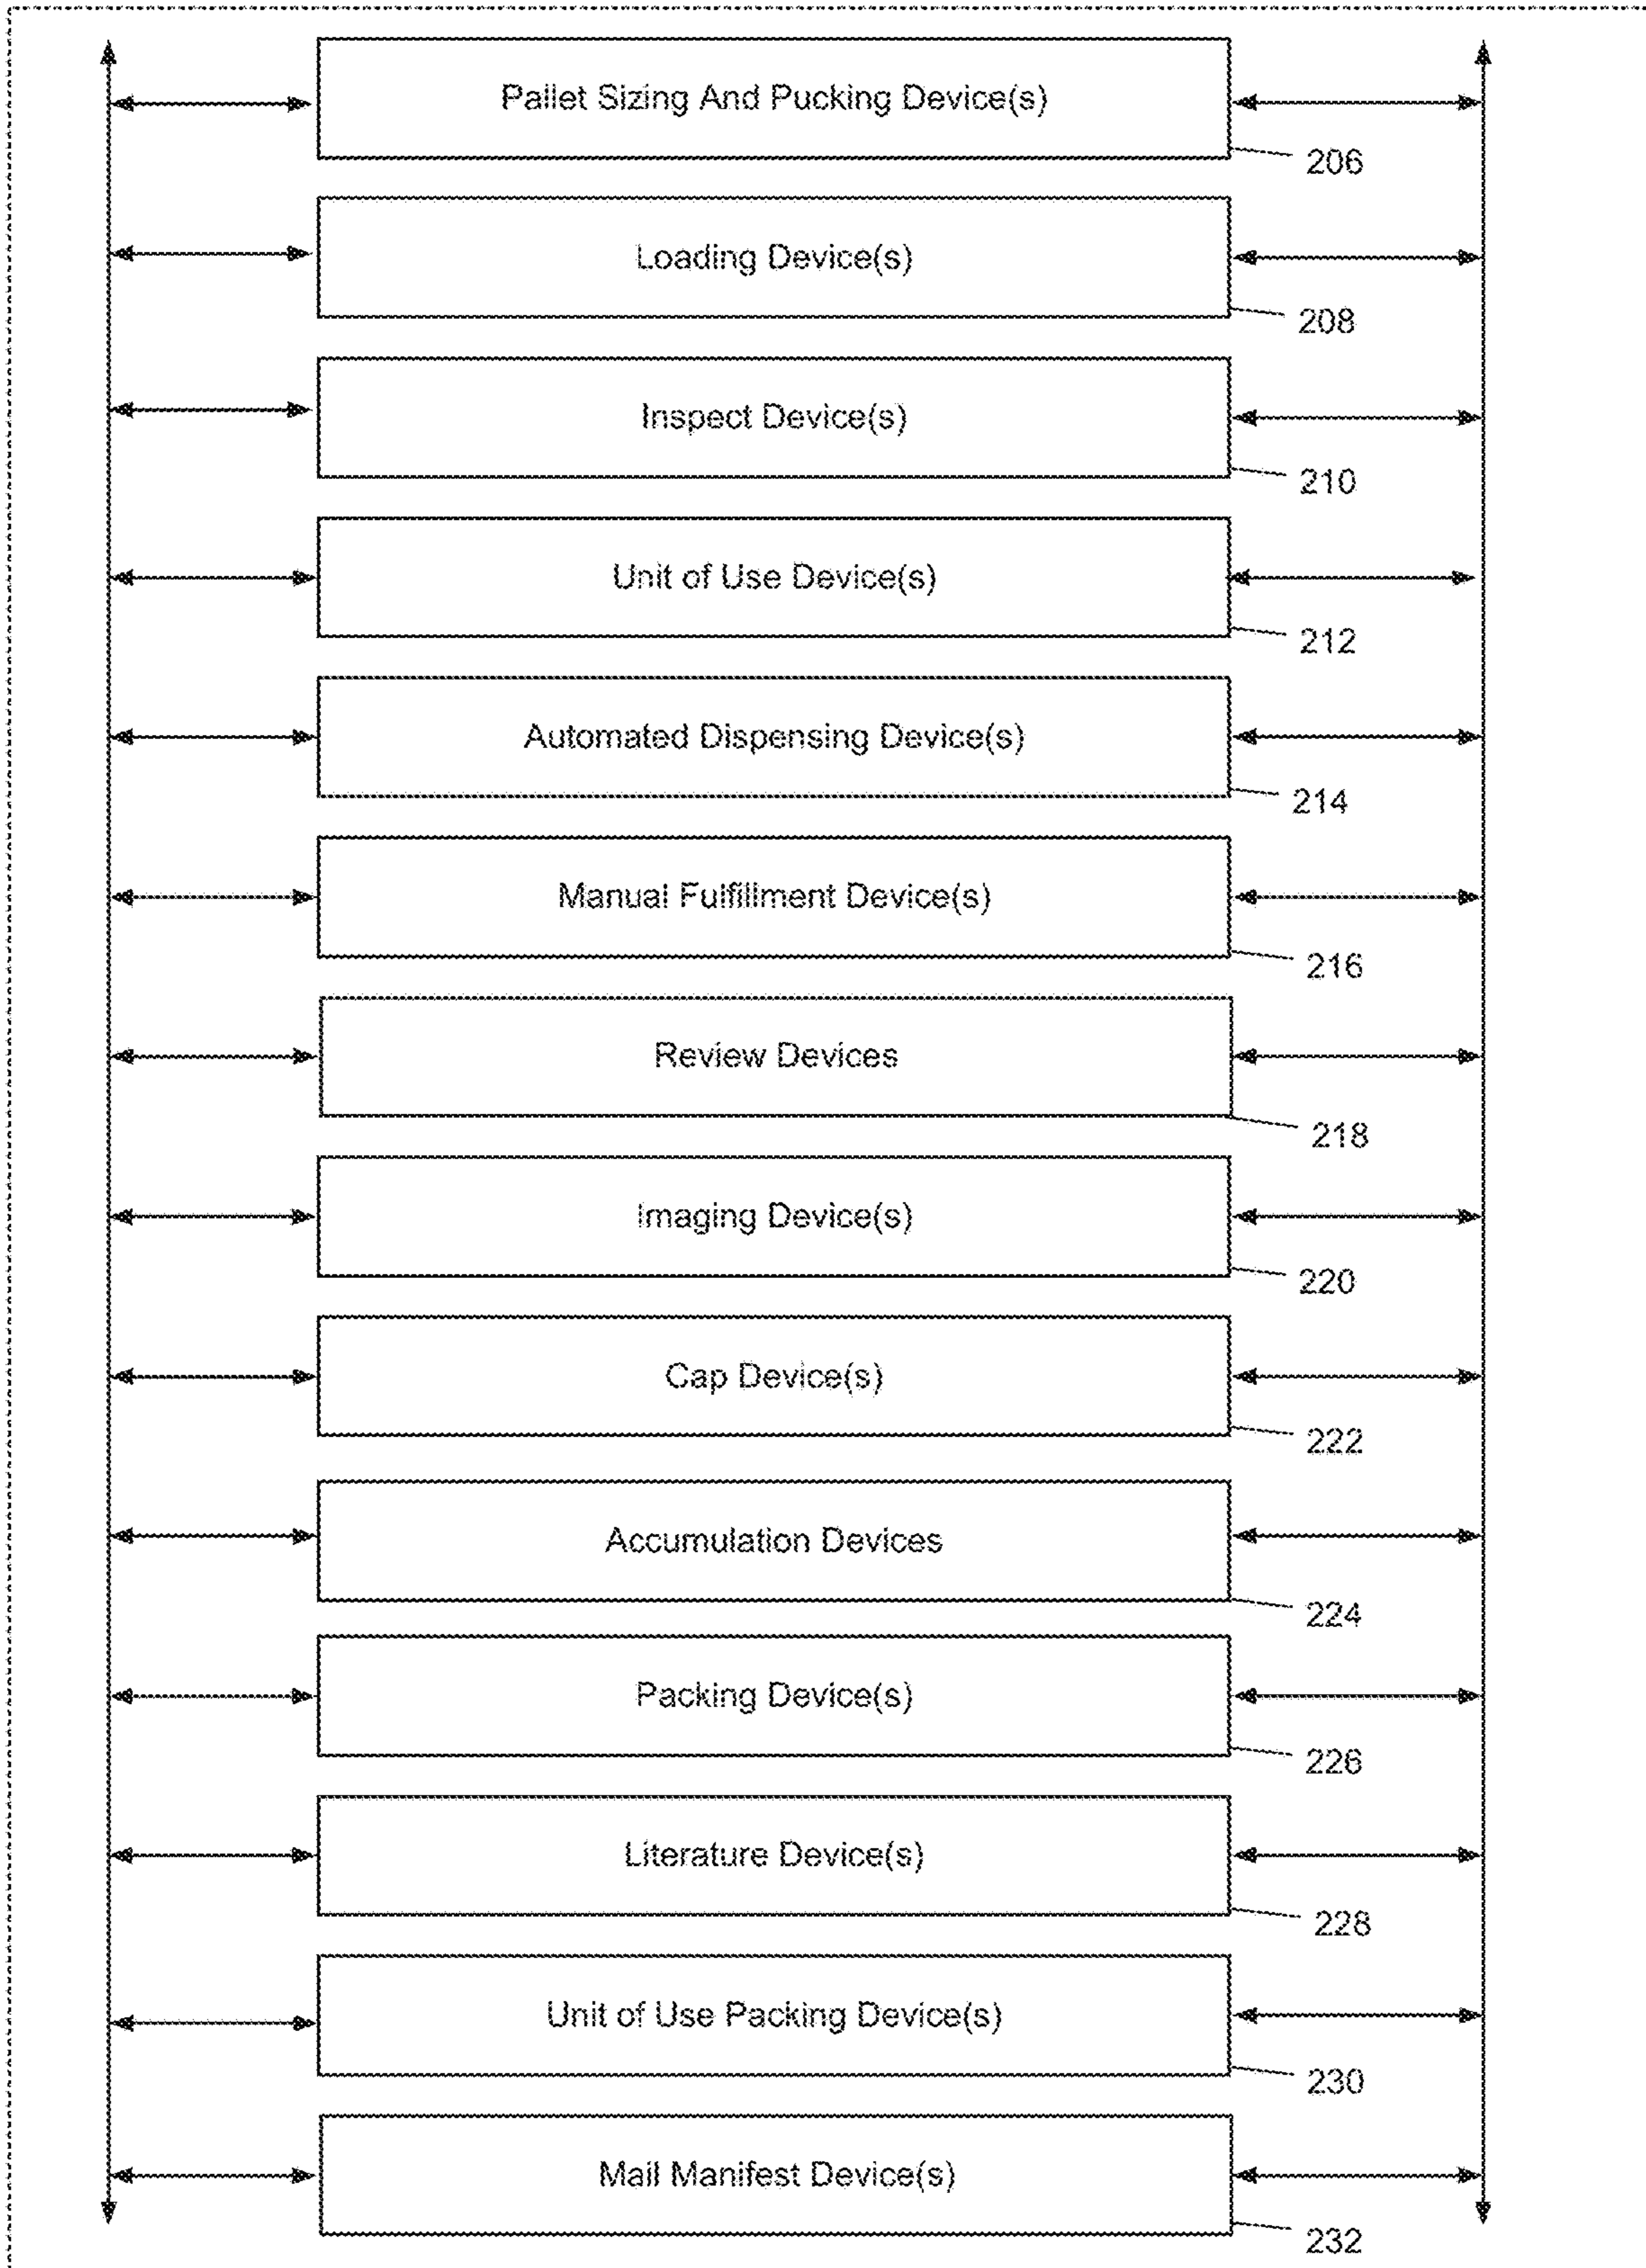 Pallet Sizing And Pucking Device(s)
206
Loading Device(s)
208
Inspect Device(s)
210
Unit of Use Device(s)
212
Automated Dispensing Device(s)
214
Manual Fulfillment Device(s)
216
Review Devices
218
Imaging Device(s)
220
Cap Device(s)
222
Accumulation Devices
224
Packing Device(s)
226
Literature Device(s)
228
Unit of Use Packing Device(s)
230
Mail Manifest Device(s)
232